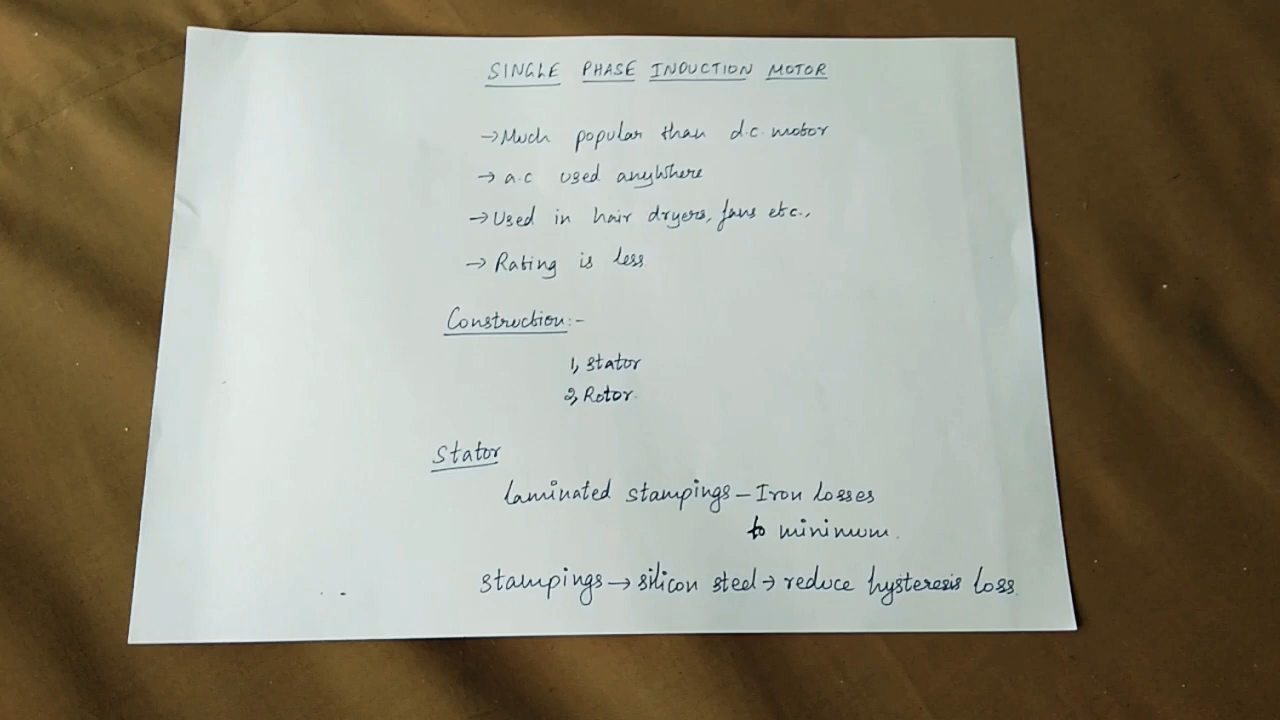 SINGLE PHASE INDUCTION MOTOR
→ Much popular than d.c. motor
→ a.c used anywhere
→ Used in hair dryers, fans etc.,
→ Rating is less
Construction:-
1, Stator
2, Rotor.
Stator
Laminated stampings - Iron Losses
to minimum.
Stampings → silicon steel → reduce hysteresis loss.